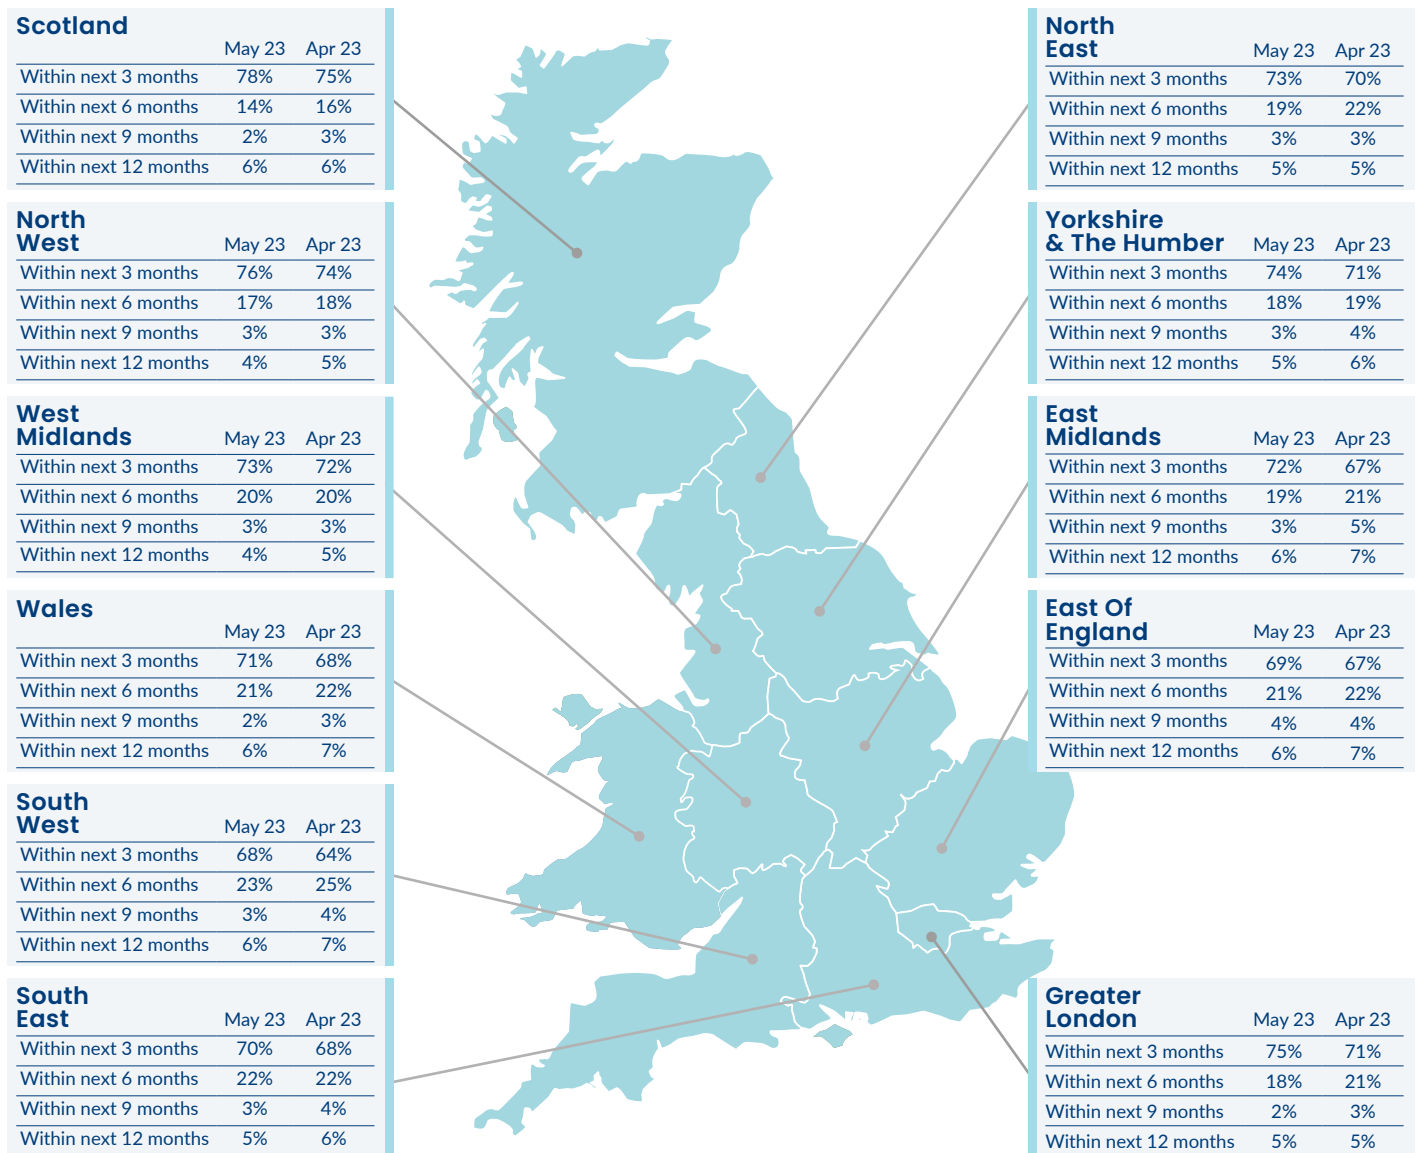 Scotland
May 23 Apr 23
Within next 3 months 78% 75%
Within next 6 months 14% 16%
Within next 9 months 2% 3%
Within next 12 months 6% 6%
North
West May 23 Apr 23
Within next 3 months 76% 74%
Within next 6 months 17% 18%
Within next 9 months 3% 3%
Within next 12 months 4% 5%
West
Midlands May 23 Apr 23
Within next 3 months 73% 72%
Within next 6 months 20% 20%
Within next 9 months 3% 3%
Within next 12 months 4% 5%
Wales
May 23 Apr 23
Within next 3 months 71% 68%
Within next 6 months 21% 22%
Within next 9 months 2% 3%
Within next 12 months 6% 7%
South
West May 23 Apr 23
Within next 3 months 68% 64%
Within next 6 months 23% 25%
Within next 9 months 3% 4%
Within next 12 months 6% 7%
South
East May 23 Apr 23
Within next 3 months 70% 68%
Within next 6 months 22% 22%
Within next 9 months 3% 4%
Within next 12 months 5% 6%
North
East May 23 Apr 23
Within next 3 months 73% 70%
Within next 6 months 19% 22%
Within next 9 months 3% 3%
Within next 12 months 5% 5%
Yorkshire
& The Humber May 23 Apr 23
Within next 3 months 74% 71%
Within next 6 months 18% 19%
Within next 9 months 3% 4%
Within next 12 months 5% 6%
East
Midlands May 23 Apr 23
Within next 3 months 72% 67%
Within next 6 months 19% 21%
Within next 9 months 3% 5%
Within next 12 months 6% 7%
East Of
England May 23 Apr 23
Within next 3 months 69% 67%
Within next 6 months 21% 22%
Within next 9 months 4% 4%
Within next 12 months 6% 7%
Greater
London May 23 Apr 23
Within next 3 months 75% 71%
Within next 6 months 18% 21%
Within next 9 months 2% 3%
Within next 12 months 5% 5%